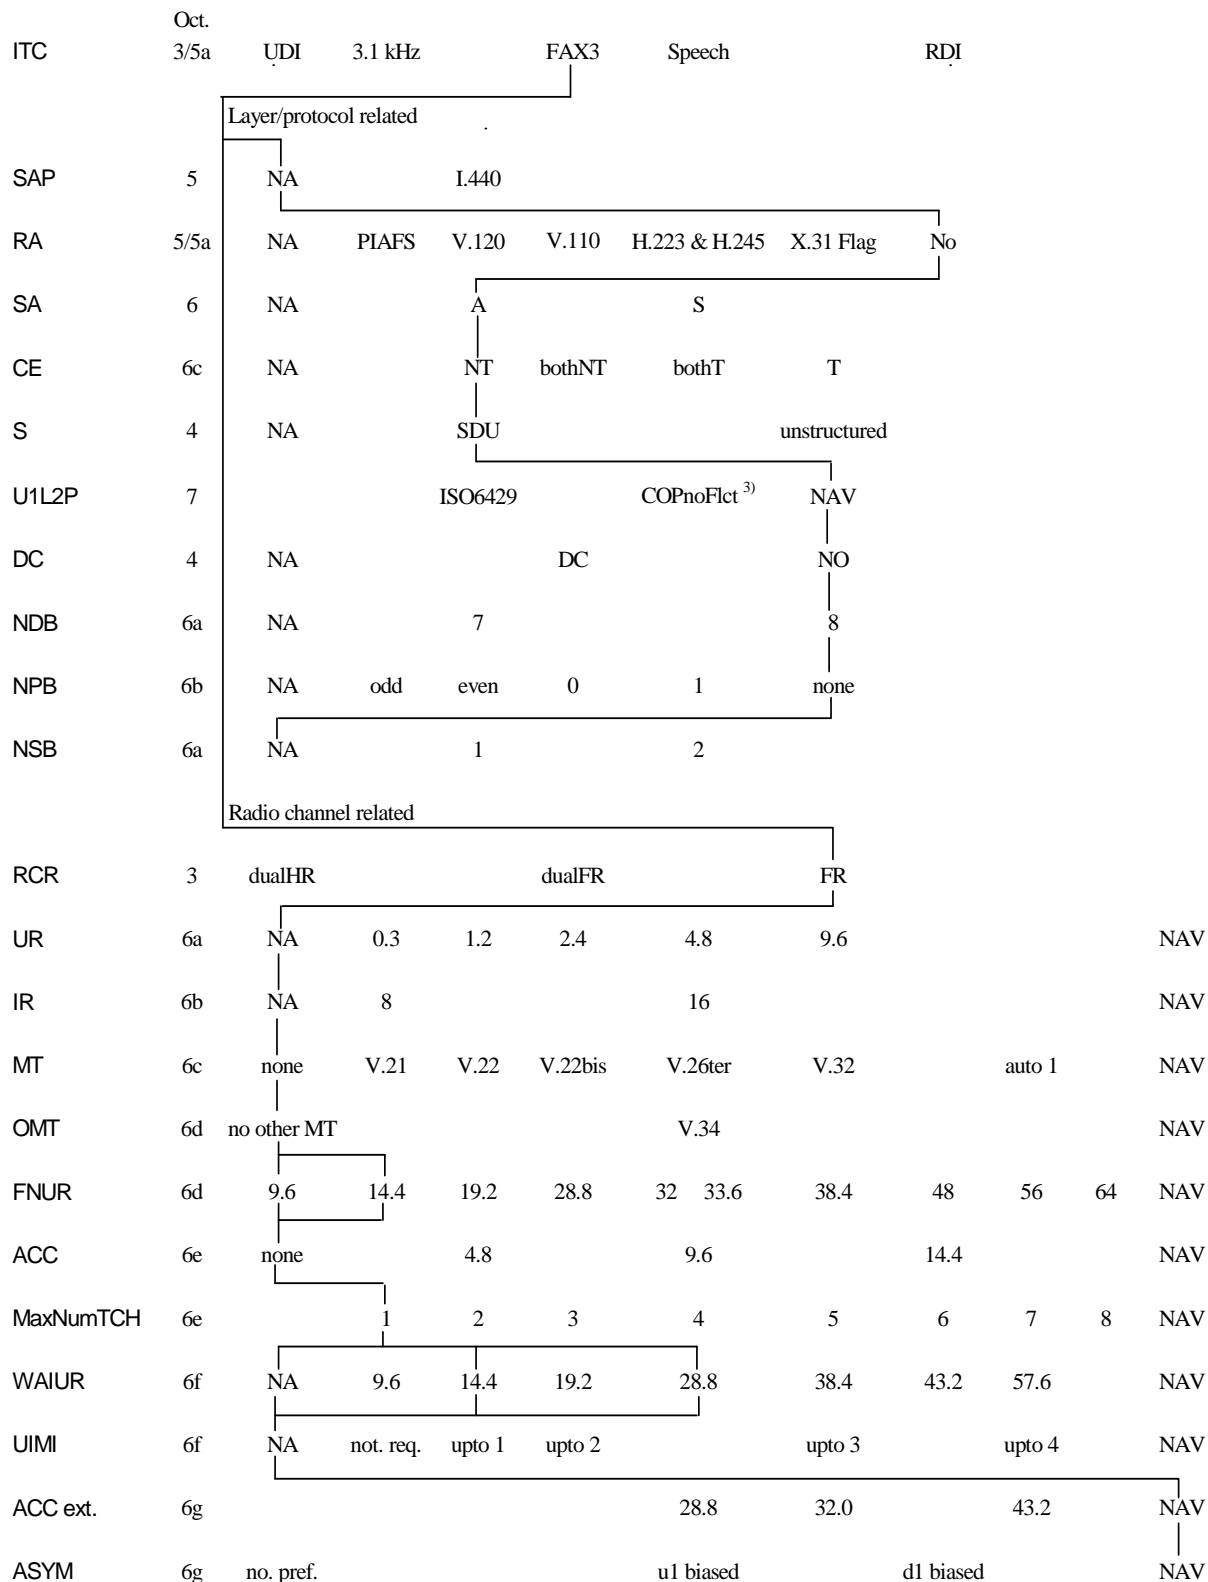 Oct.
ITC 3/5a UDI 3.1 kHz FAX3 Speech RDI
Layer/protocol related
SAP 5 NA I.440
RA 5/5a NA PIAFS V.120 V.110 H.223 & H.245 X.31 Flag No
SA 6 NA A S
CE 6c NA NT bothNT bothT T
S 4 NA SDU unstructured
U1L2P 7 ISO6429 COPnoFlct 3) NAV
DC 4 NA DC NO
NDB 6a NA 7 8
NPB 6b NA odd even 0 1 none
NSB 6a NA 1 2
Radio channel related
RCR 3 dualHR dualFR FR
UR 6a NA 0.3 1.2 2.4 4.8 9.6 NAV
IR 6b NA 8 16 NAV
MT 6c none V.21 V.22 V.22bis V.26ter V.32 auto 1 NAV
OMT 6d no other MT V.34 NAV
FNUR 6d 9.6 14.4 19.2 28.8 32 33.6 38.4 48 56 64 NAV
ACC 6e none 4.8 9.6 14.4 NAV
MaxNumTCH 6e 1 2 3 4 5 6 7 8 NAV
WAIUR 6f NA 9.6 14.4 19.2 28.8 38.4 43.2 57.6 NAV
UIMI 6f NA not. req. upto 1 upto 2 upto 3 upto 4 NAV
ACC ext. 6g 28.8 32.0 43.2 NAV
ASYM 6g no. pref. u1 biased d1 biased NAV